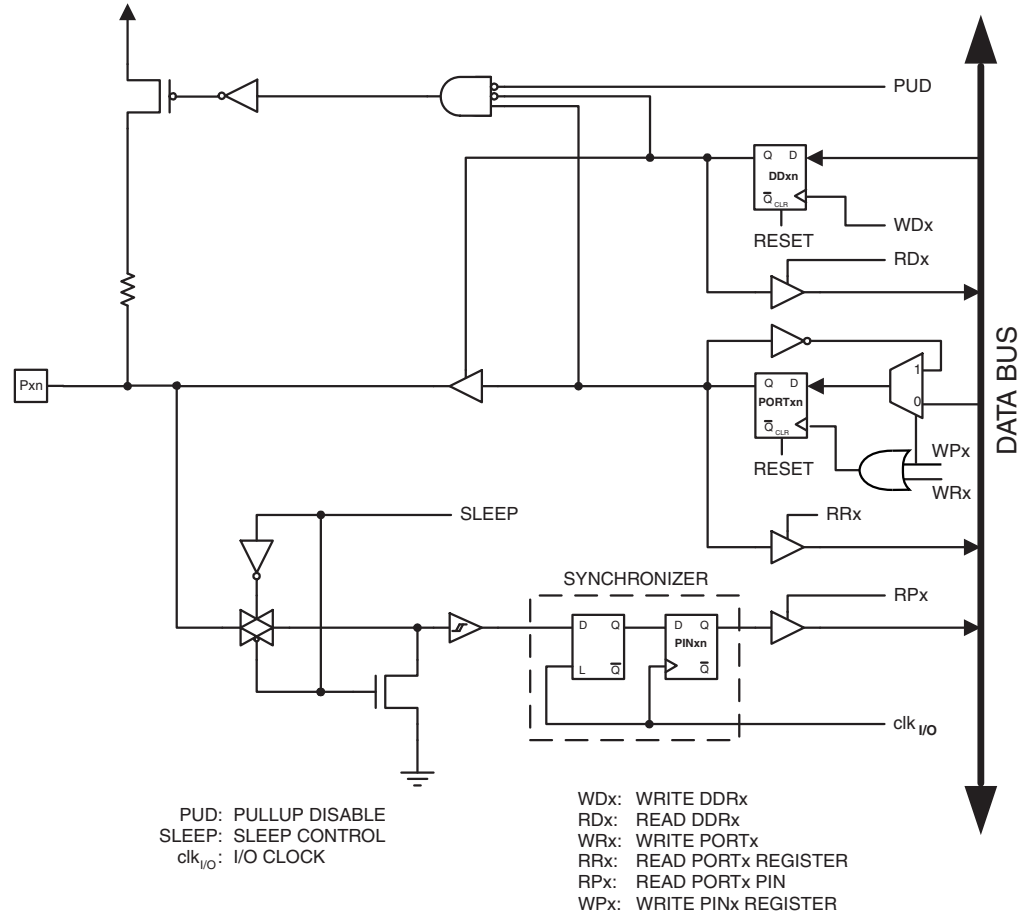 PUD
Q D
DDxn
Q CLR
WDx
RESET
RDx
Pxn
1
Q D
PORTxn
0
Q CLR
DATA BUS
WPx
RESET
WRx
RRx
SLEEP
SYNCHRONIZER
RPx
D Q
D Q
PINxn
L Q
Q
clk I/O
PUD: PULLUP DISABLE
SLEEP: SLEEP CONTROL
clkI/O: I/O CLOCK
WDx: WRITE DDRx
RDx: READ DDRx
WRx: WRITE PORTx
RRx: READ PORTx REGISTER
RPx: READ PORTx PIN
WPx: WRITE PINx REGISTER